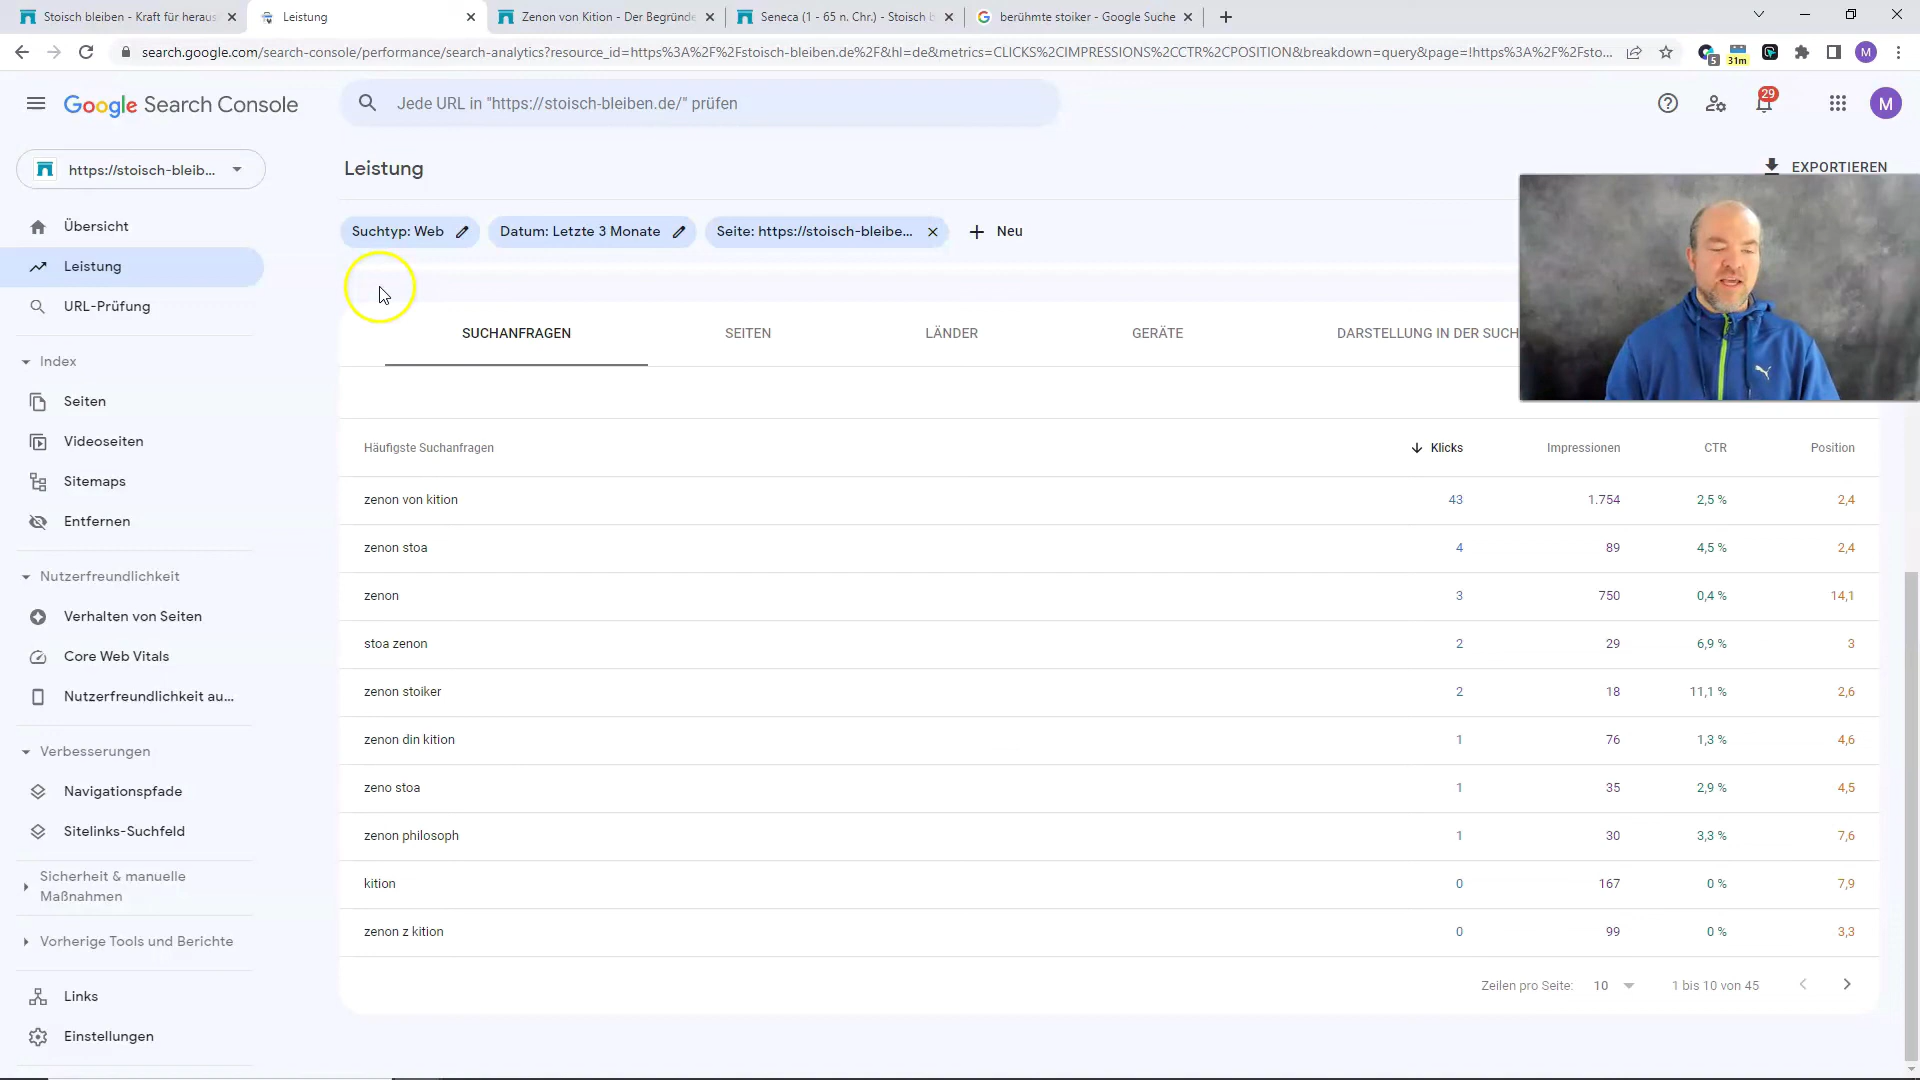 Stoisch bleiben - Kraft für heraus
Leistung
Zenon von Kition - Der Begründe
Seneca (1 - 65 n. Chr.) - Stoisch b
berühmte stoiker - Google Suche
search.google.com/search-console/performance/search-analytics?resource_id=https%3A%2F%2Fstoisch-bleiben.de%2F&hl=de&metrics=CLICKS%2CIMPRESSIONS%2CCTR%2CPOSITION&breakdown=query&page=!https%3A%2F%2Fsto...
5
31m
M
Google Search Console
Jede URL in "https://stoisch-bleiben.de/" prüfen
29
M
https://stoisch-bleib...
Leistung
EXPORTIEREN
Suchtyp: Web
Datum: Letzte 3 Monate
Seite: https://stoisch-bleibe...
Neu
Übersicht
Leistung
URL-Prüfung
Index
Seiten
Videoseiten
Sitemaps
Entfernen
Nutzerfreundlichkeit
Verhalten von Seiten
Core Web Vitals
Nutzerfreundlichkeit au...
Verbesserungen
Navigationspfade
Sitelinks-Suchfeld
Sicherheit & manuelle
Maßnahmen
Vorherige Tools und Berichte
Links
Einstellungen
SUCHANFRAGEN SEITEN LÄNDER GERÄTE DARSTELLUNG IN DER SUCH
Häufigste Suchanfragen Klicks Impressionen CTR Position
zenon von kition 43 1.754 2,5 % 2,4
zenon stoa 4 89 4,5 % 2,4
zenon 3 750 0,4 % 14,1
stoa zenon 2 29 6,9 % 3
zenon stoiker 2 18 11,1 % 2,6
zenon din kition 1 76 1,3 % 4,6
zeno stoa 1 35 2,9 % 4,5
zenon philosoph 1 30 3,3 % 7,6
kition 0 167 0 % 7,9
zenon z kition 0 99 0 % 3,3
Zeilen pro Seite: 10 1 bis 10 von 45